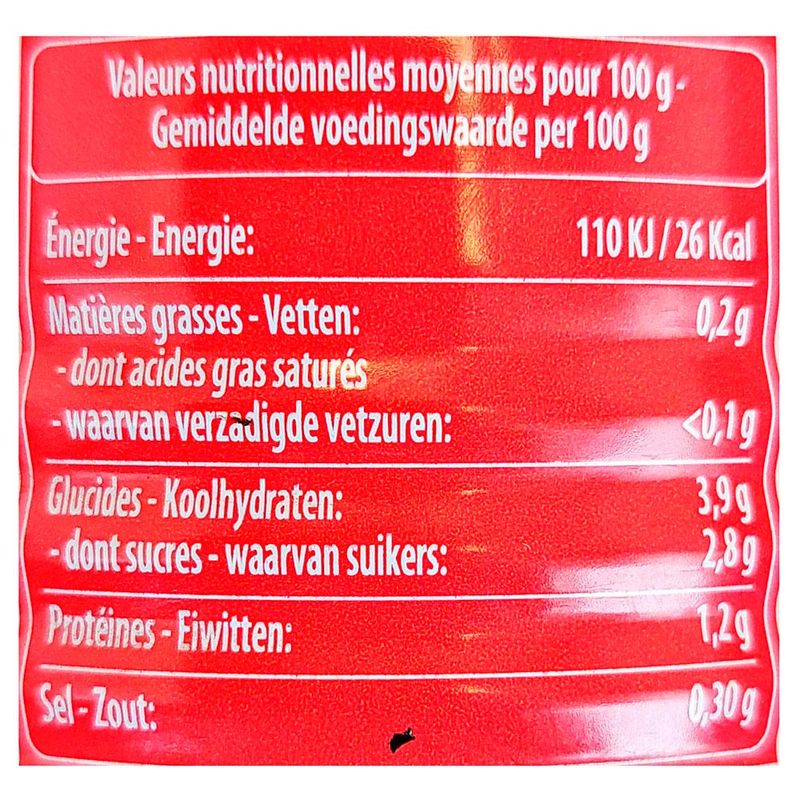 Valeurs nutritionnelles moyennes pour 100 g -
Gemiddelde voedingswaarde per 100 g
Énergie - Energie: 110 KJ / 26 Kcal
Matières grasses - Vetten: 0,2 g
- dont acides gras saturés
- waarvan verzadigde vetzuren: <0,1 g
Glucides - Koolhydraten: 3,9 g
- dont sucres - waarvan suikers: 2,8 g
Protéines - Eiwitten: 1,2 g
Sel - Zout: 0,30 g